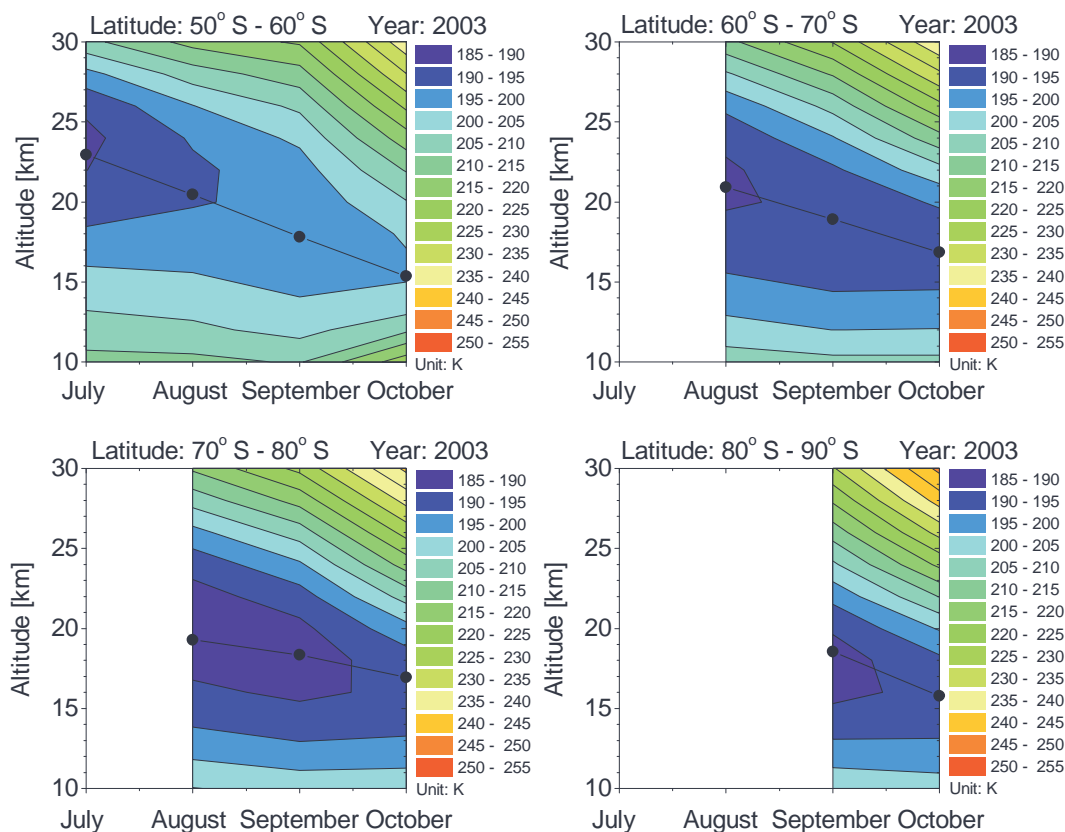 Latitude: 50° S - 60° S Year: 2003
30
25
20
15
10
Altitude [km]
185 - 190
190 - 195
195 - 200
200 - 205
205 - 210
210 - 215
215 - 220
220 - 225
225 - 230
230 - 235
235 - 240
240 - 245
245 - 250
250 - 255
Unit: K
July August September October
Latitude: 60° S - 70° S Year: 2003
30
25
20
15
10
Altitude [km]
185 - 190
190 - 195
195 - 200
200 - 205
205 - 210
210 - 215
215 - 220
220 - 225
225 - 230
230 - 235
235 - 240
240 - 245
245 - 250
250 - 255
Unit: K
July August September October
Latitude: 70° S - 80° S Year: 2003
30
25
20
15
10
Altitude [km]
185 - 190
190 - 195
195 - 200
200 - 205
205 - 210
210 - 215
215 - 220
220 - 225
225 - 230
230 - 235
235 - 240
240 - 245
245 - 250
250 - 255
Unit: K
July August September October
Latitude: 80° S - 90° S Year: 2003
30
25
20
15
10
Altitude [km]
185 - 190
190 - 195
195 - 200
200 - 205
205 - 210
210 - 215
215 - 220
220 - 225
225 - 230
230 - 235
235 - 240
240 - 245
245 - 250
250 - 255
Unit: K
July August September October